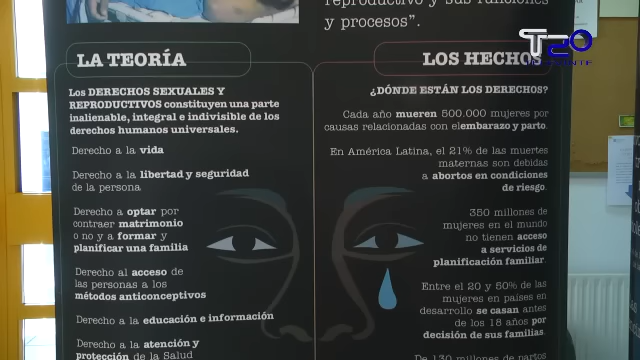 reproductivo y sus funciones
y procesos”.
LA TEORÍA
Los DERECHOS SEXUALES Y
REPRODUCTIVOS constituyen una parte
inalienable, integral e indivisible de los
derechos humanos universales.
Derecho a la vida
Derecho a la libertad y seguridad
de la persona
Derecho a optar por
contraer matrimonio
o no y a formar y
planificar una familia
Derecho al acceso de
las personas a los
métodos anticonceptivos
Derecho a la educación e información
Derecho a la atención y
protección de la Salud
LOS HECHOS
¿DÓNDE ESTÁN LOS DERECHOS?
Cada año mueren 500.000 mujeres por
causas relacionadas con elembarazo y parto.
En América Latina, el 21% de las muertes
maternas son debidas
a abortos en condiciones
de riesgo.
350 millones de
mujeres en el mundo
no tienen acceso
a servicios de
planificación familiar.
Entre el 20 y 50% de las
mujeres en países en
desarrollo se casan antes
de los 18 años por
decisión de sus familias.
De 130 millones de partos
T20